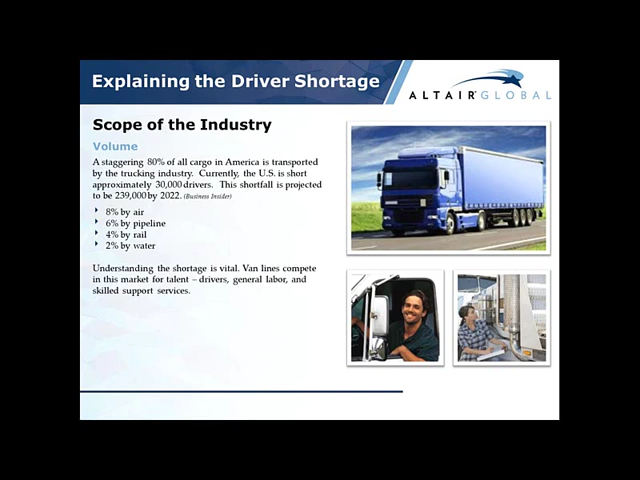 Explaining the Driver Shortage
ALTAIR GLOBAL
Scope of the Industry
Volume
A staggering 80% of all cargo in America is transported
by the trucking industry. Currently, the U.S. is short
approximately 30,000 drivers. This shortfall is projected
to be 239,000 by 2022. (Business Insider)
8% by air
6% by pipeline
4% by rail
2% by water
Understanding the shortage is vital. Van lines compete
in this market for talent – drivers, general labor, and
skilled support services.